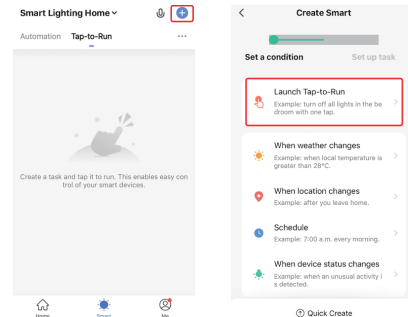 Smart Lighting Home
Automation Tap-to-Run ...
Create a task and tap it to run. This enables easy con
trol of your smart devices.
Home Smart Me
Create Smart
Set a condition Set up task
Launch Tap-to-Run
Example: turn off all lights in the be
droom with one tap.
When weather changes
Example: when local temperature is
greater than 28°C.
When location changes
Example: after you leave home.
Schedule
Example: 7:00 a.m. every morning.
When device status changes
Example: when an unusual activity i
s detected.
Quick Create